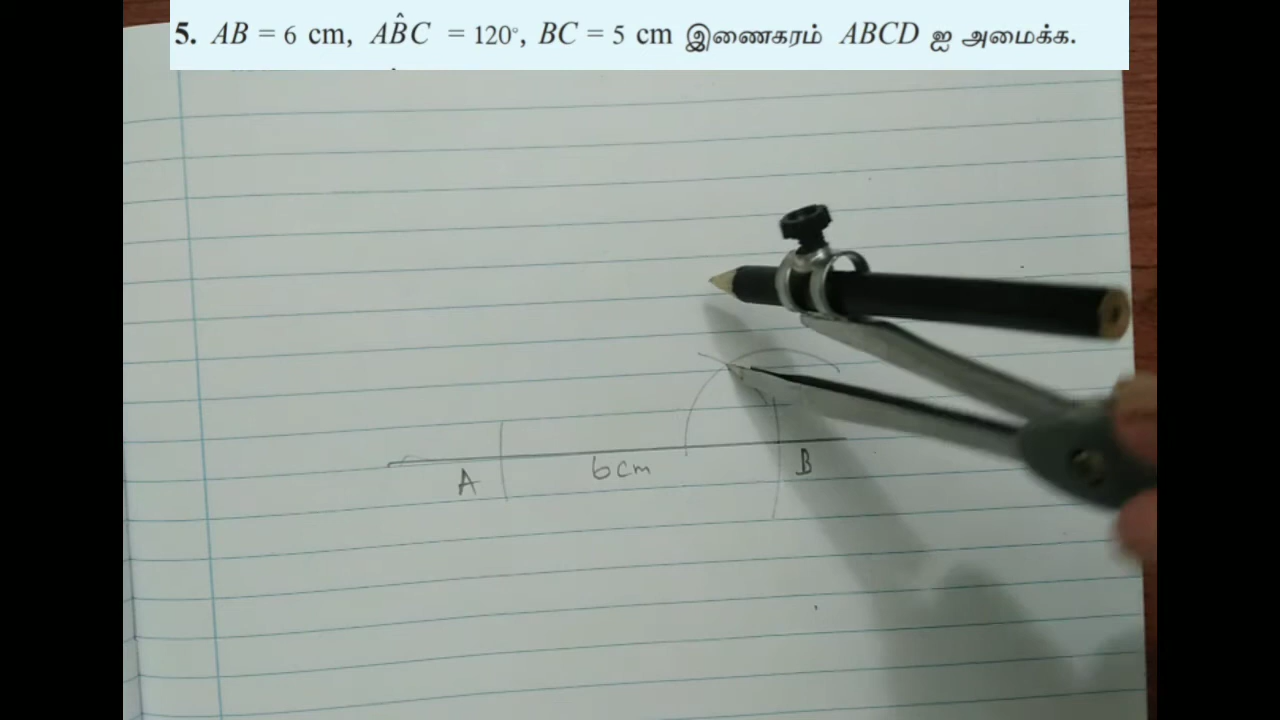 5. AB = 6 cm, AB̂C = 120°, BC = 5 cm இணைகரம் ABCD ஐ அமைக்க.
A 6cm B